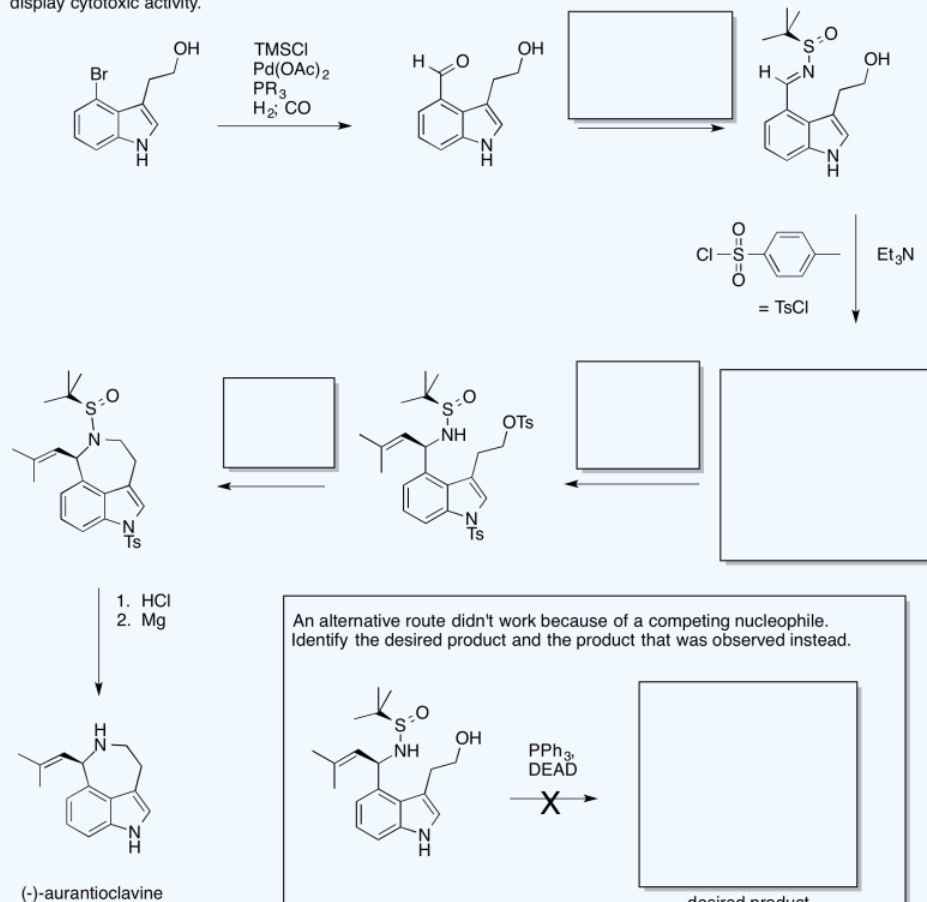 display cytotoxic activity.
Br
OH
N
H
TMSCl
Pd(OAc)2
PR3
H2; CO
H
O
OH
N
H
S
O
H
N
OH
N
H
O
Cl
S
O
= TsCl
Et3N
S
O
N
N
Ts
S
O
NH
OTs
N
Ts
1. HCl
2. Mg
H
N
N
H
(-)-aurantioclavine
An alternative route didn't work because of a competing nucleophile.
Identify the desired product and the product that was observed instead.
S
O
NH
OH
N
H
PPh3,
DEAD
X
desired product